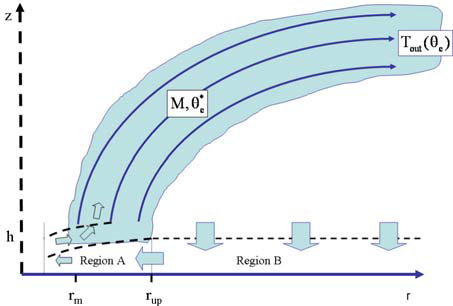 z
T_out(θ_e)
M, θ_e^*
h
Region A
Region B
r_m
r_up
r